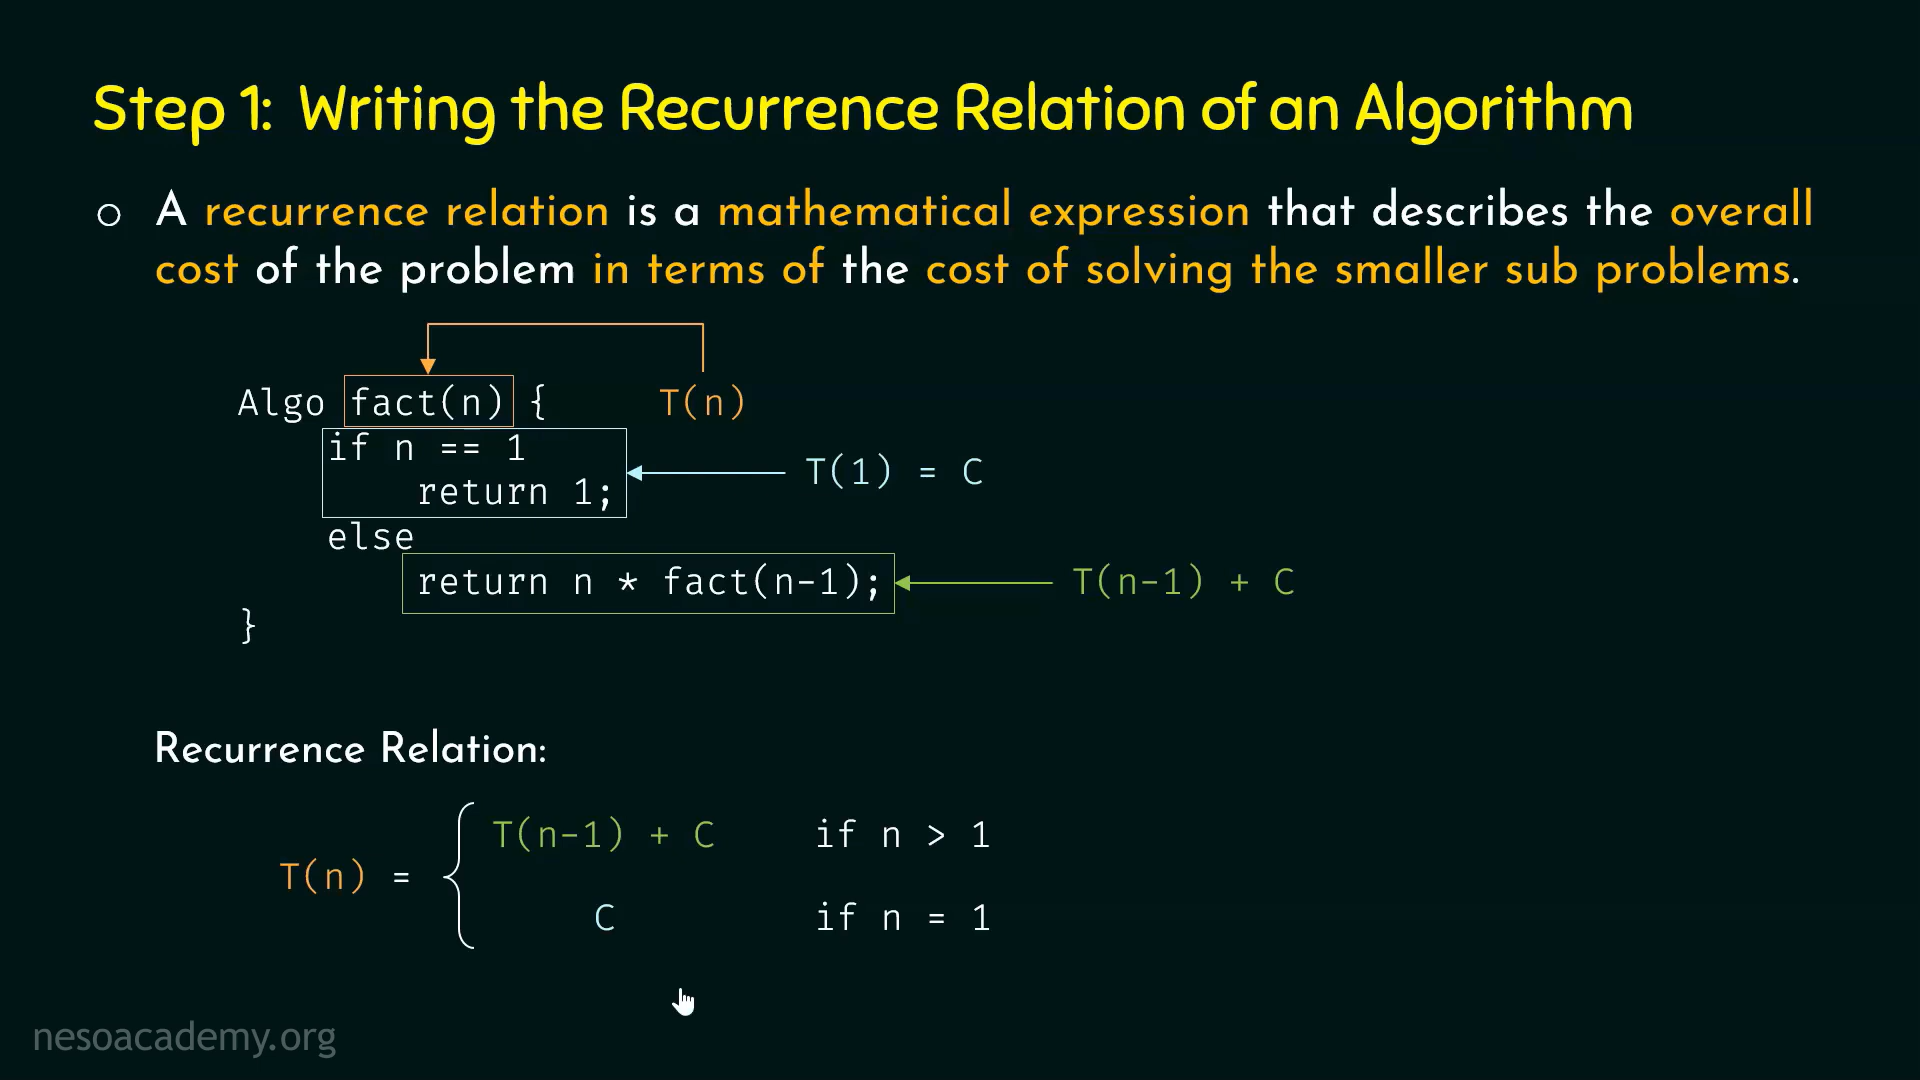 Step 1: Writing the Recurrence Relation of an Algorithm
○ A recurrence relation is a mathematical expression that describes the overall
cost of the problem in terms of the cost of solving the smaller sub problems.
Algo fact(n) { T(n)
if n == 1
return 1;
T(1) = C
else
return n * fact(n-1); T(n-1) + C
}
Recurrence Relation:
T(n-1) + C if n > 1
T(n) =
C if n = 1
nesoacademy.org